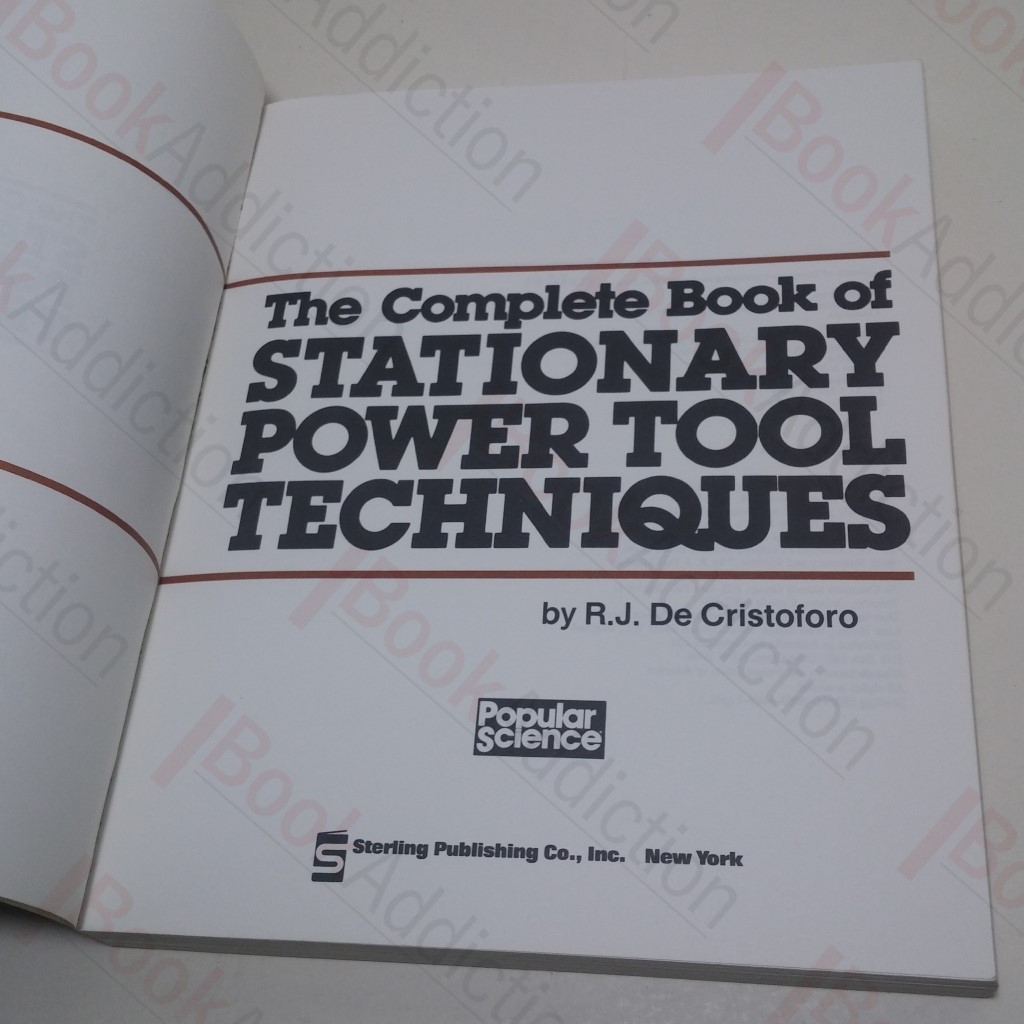 The Complete Book of
STATIONARY
POWER TOOL
TECHNIQUES
by R.J. De Cristoforo
Popular
Science
S Sterling Publishing Co., Inc. New York
BookAddiction